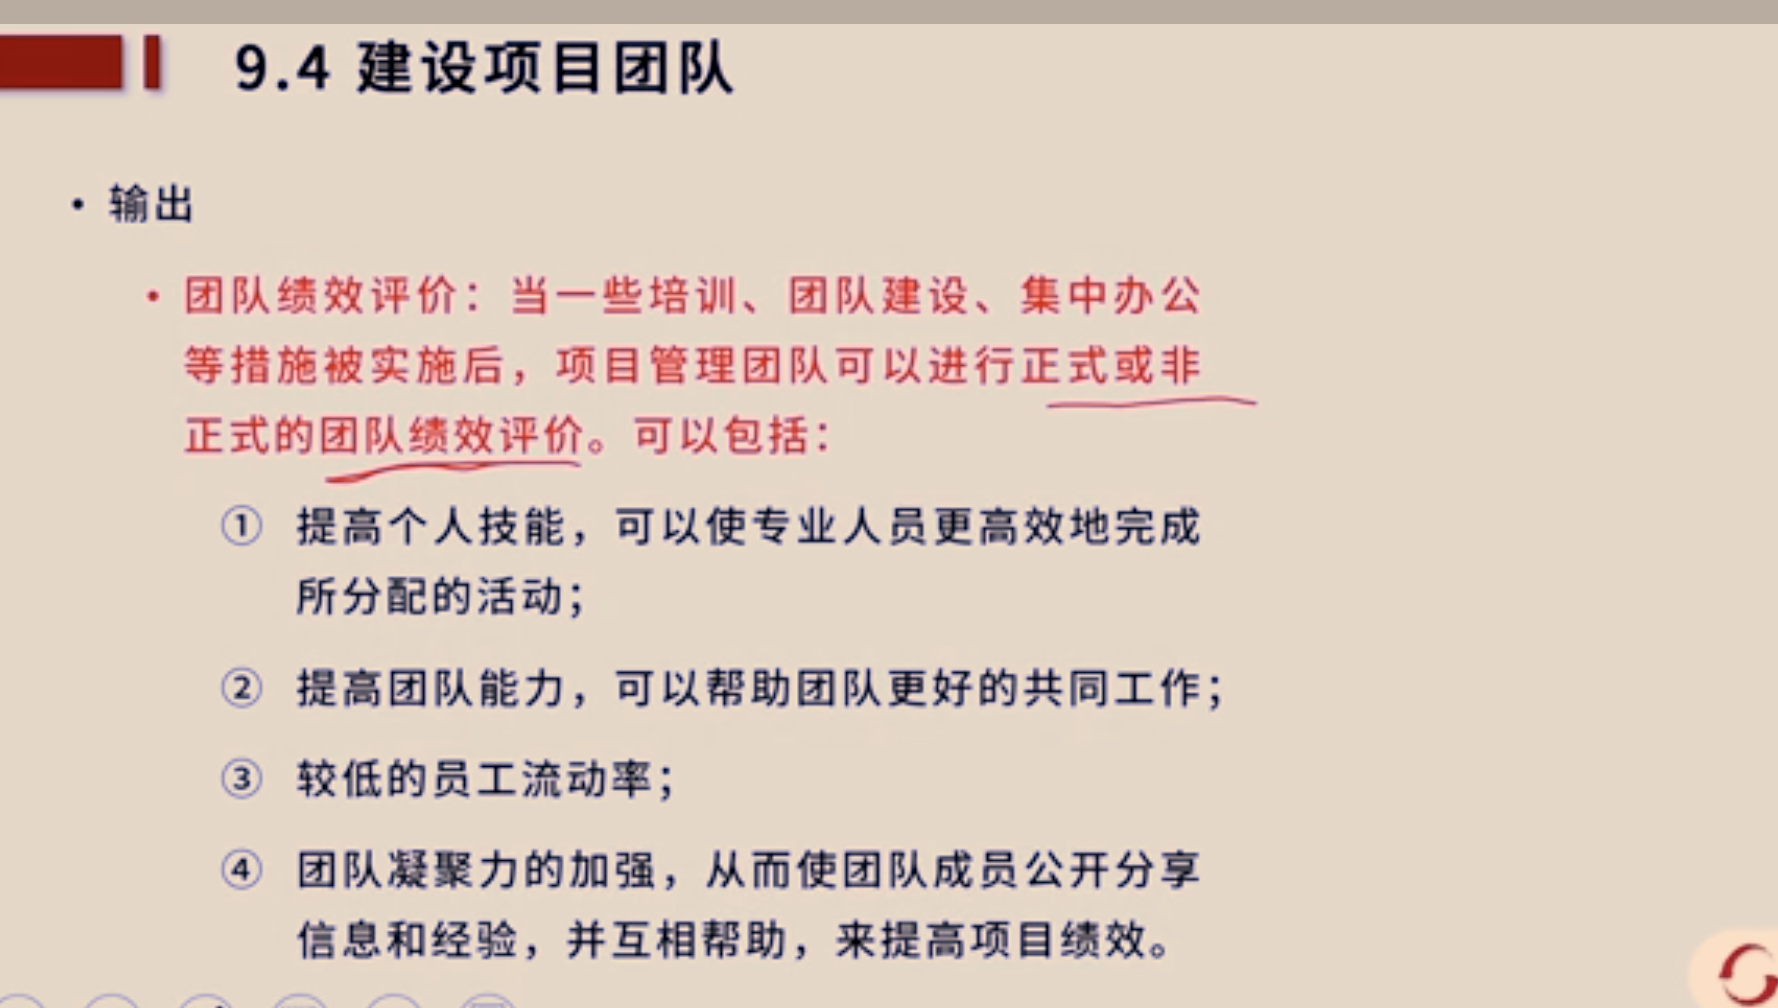 9.4 建设项目团队
• 输出
• 团队绩效评价：当一些培训、团队建设、集中办公
等措施被实施后，项目管理团队可以进行正式或非
正式的团队绩效评价。可以包括：
① 提高个人技能，可以使专业人员更高效地完成
所分配的活动；
② 提高团队能力，可以帮助团队更好的共同工作；
③ 较低的员工流动率；
④ 团队凝聚力的加强，从而使团队成员公开分享
信息和经验，并互相帮助，来提高项目绩效。